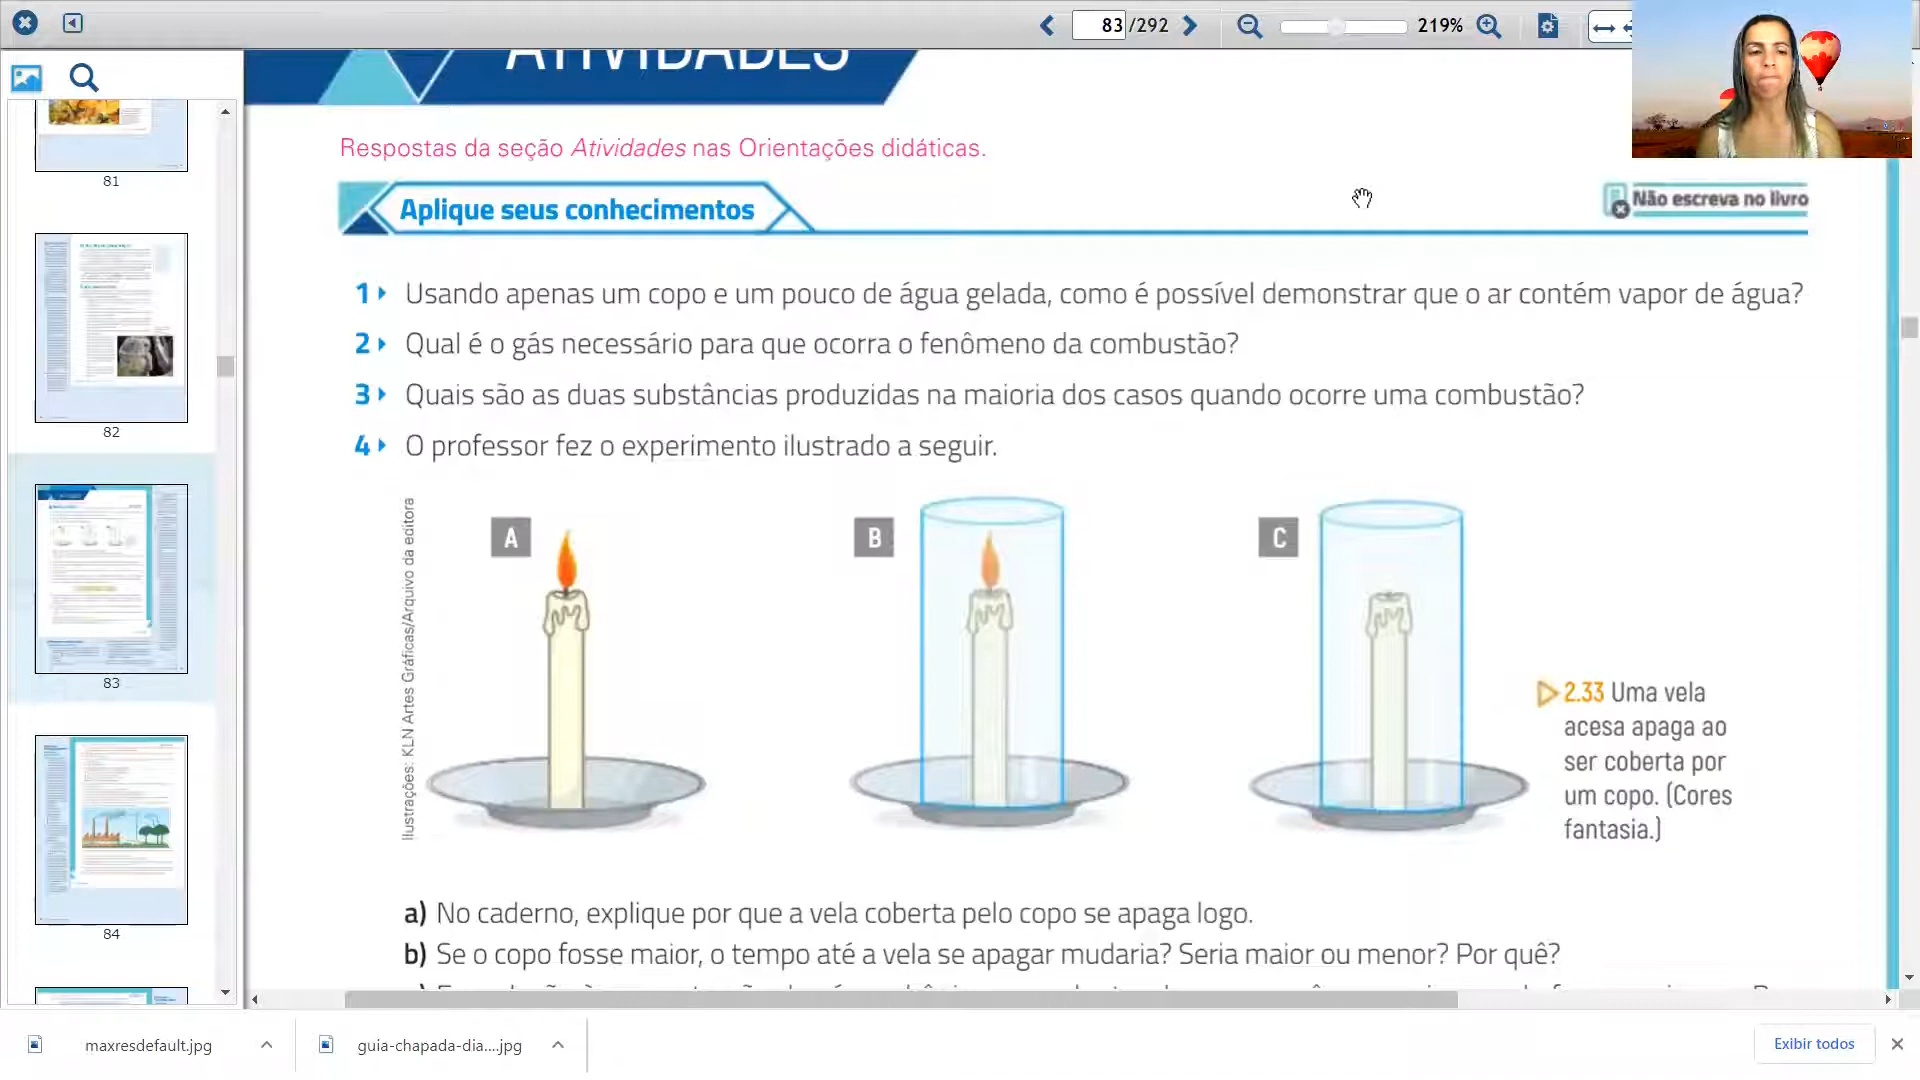 83 /292
219%
ATIVIDADES
Respostas da seção Atividades nas Orientações didáticas.
Aplique seus conhecimentos
Não escreva no livro
1 Usando apenas um copo e um pouco de água gelada, como é possível demonstrar que o ar contém vapor de água?
2 Qual é o gás necessário para que ocorra o fenômeno da combustão?
3 Quais são as duas substâncias produzidas na maioria dos casos quando ocorre uma combustão?
4 O professor fez o experimento ilustrado a seguir.
Ilustrações: KLN Artes Gráficas/Arquivo da editora
A
B
C
2.33 Uma vela
acesa apaga ao
ser coberta por
um copo. (Cores
fantasia.)
a) No caderno, explique por que a vela coberta pelo copo se apaga logo.
b) Se o copo fosse maior, o tempo até a vela se apagar mudaria? Seria maior ou menor? Por quê?
81
82
83
84
maxresdefault.jpg
guia-chapada-dia....jpg
Exibir todos